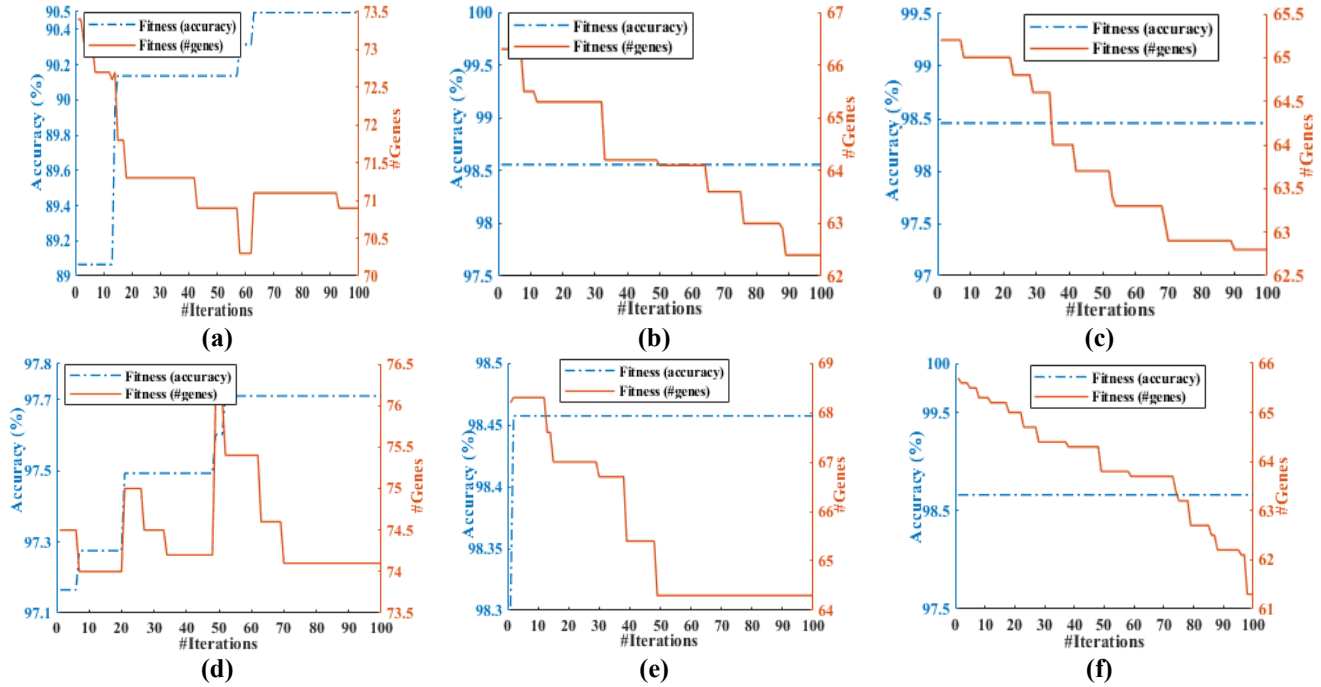 90.5
90.4
90.2
90
89.8
89.6
89.4
89.2
89
Accuracy (%)
Fitness (accuracy)
Fitness (#genes)
73.5
73
72.5
72
71.5
71
70.5
70
#Genes
0 10 20 30 40 50 60 70 80 90 100
#Iterations
(a)
100
99.5
99
98.5
98
97.5
Accuracy (%)
Fitness (accuracy)
Fitness (#genes)
67
66
65
64
63
62
#Genes
0 10 20 30 40 50 60 70 80 90 100
#Iterations
(b)
99.5
99
98.5
98
97.5
97
Accuracy (%)
Fitness (accuracy)
Fitness (#genes)
65.5
65
64.5
64
63.5
63
62.5
#Genes
0 10 20 30 40 50 60 70 80 90 100
#Iterations
(c)
97.8
97.7
97.5
97.3
97.1
Accuracy (%)
Fitness (accuracy)
Fitness (#genes)
76.5
76
75.5
75
74.5
74
73.5
#Genes
0 10 20 30 40 50 60 70 80 90 100
#Iterations
(d)
98.5
98.45
98.4
98.35
98.3
Accuracy (%)
Fitness (accuracy)
Fitness (#genes)
69
68
67
66
65
64
#Genes
0 10 20 30 40 50 60 70 80 90 100
#Iterations
(e)
100
99.5
98.5
97.5
Accuracy (%)
Fitness (accuracy)
Fitness (#genes)
66
65
64
63
62
61
#Genes
0 10 20 30 40 50 60 70 80 90 100
#Iterations
(f)